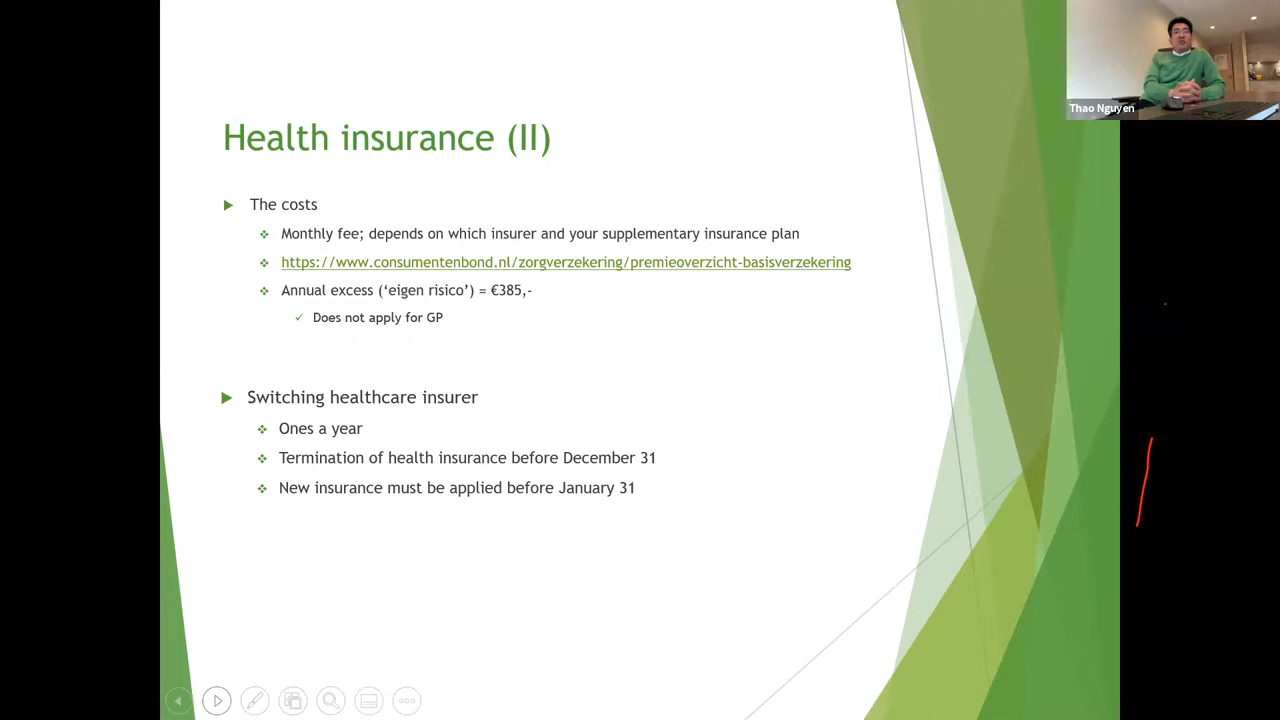 Thao Nguyen
Health insurance (II)
The costs
Monthly fee; depends on which insurer and your supplementary insurance plan
https://www.consumentenbond.nl/zorgverzekering/premieoverzicht-basisverzekering
Annual excess (‘eigen risico’) = €385,-
Does not apply for GP
Switching healthcare insurer
Ones a year
Termination of health insurance before December 31
New insurance must be applied before January 31